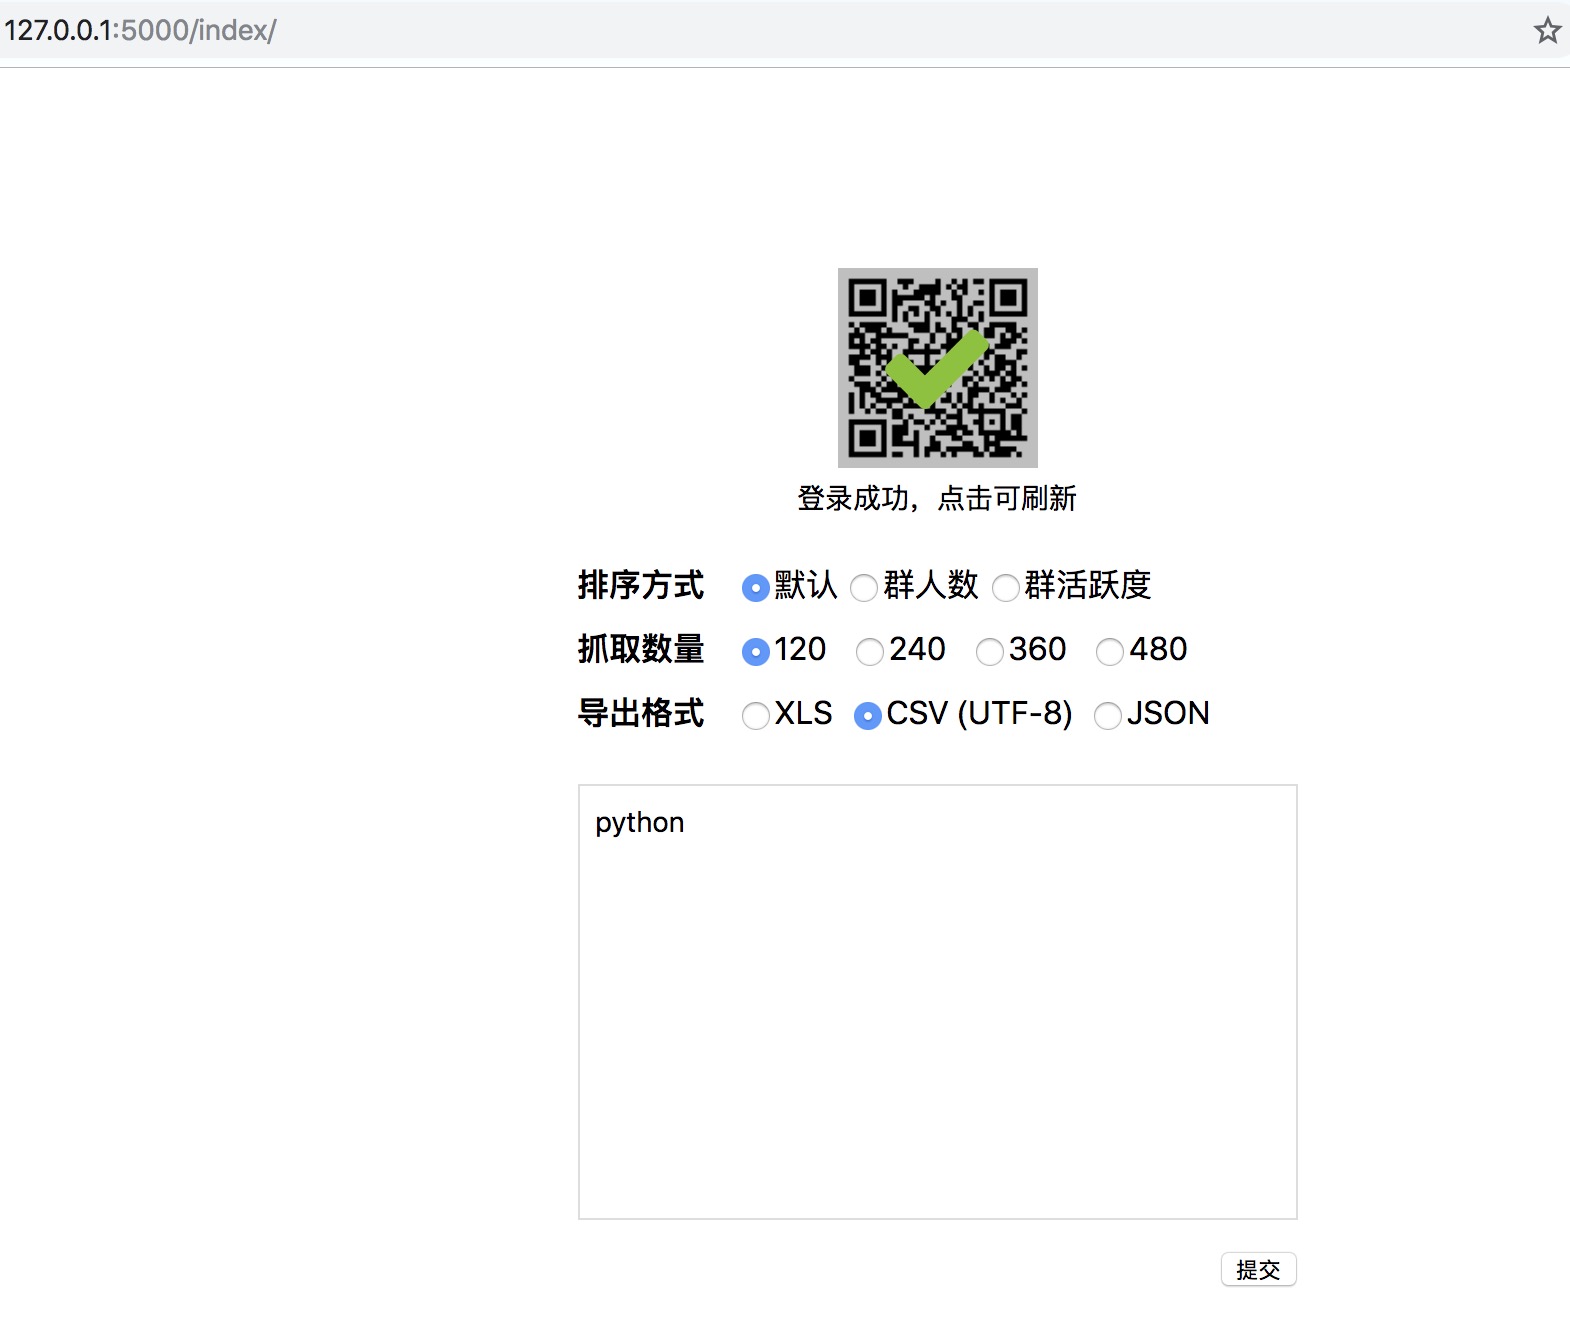 127.0.0.1:5000/index/
登录成功，点击可刷新
排序方式 默认 群人数 群活跃度
抓取数量 120 240 360 480
导出格式 XLS CSV (UTF-8) JSON
python
提交